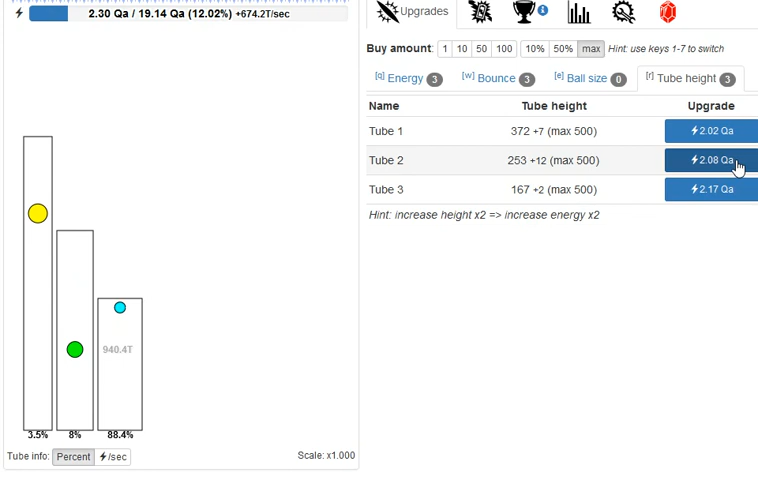 2.30 Qa / 19.14 Qa (12.02%) +674.2T/sec
Upgrades
Buy amount: 1 10 50 100 10% 50% max Hint: use keys 1-7 to switch
[q] Energy 3 [w] Bounce 3 [e] Ball size 0 [r] Tube height 3
Name Tube height Upgrade
Tube 1 372 +7 (max 500) 2.02 Qa
Tube 2 253 +12 (max 500) 2.08 Qa
Tube 3 167 +2 (max 500) 2.17 Qa
Hint: increase height x2 => increase energy x2
940.4T
3.5% 8% 88.4%
Tube info: Percent /sec Scale: x1.000